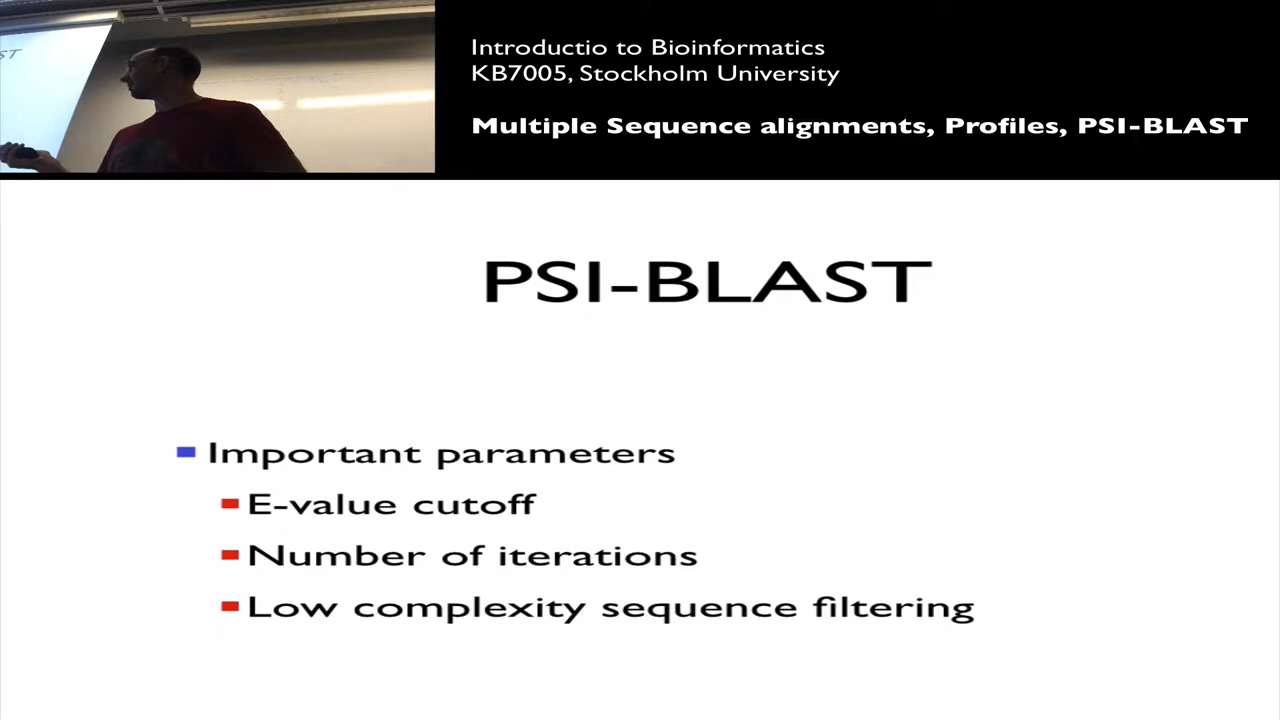 Introductio to Bioinformatics
KB7005, Stockholm University
Multiple Sequence alignments, Profiles, PSI-BLAST
ST
PSI-BLAST
Important parameters
E-value cutoff
Number of iterations
Low complexity sequence filtering